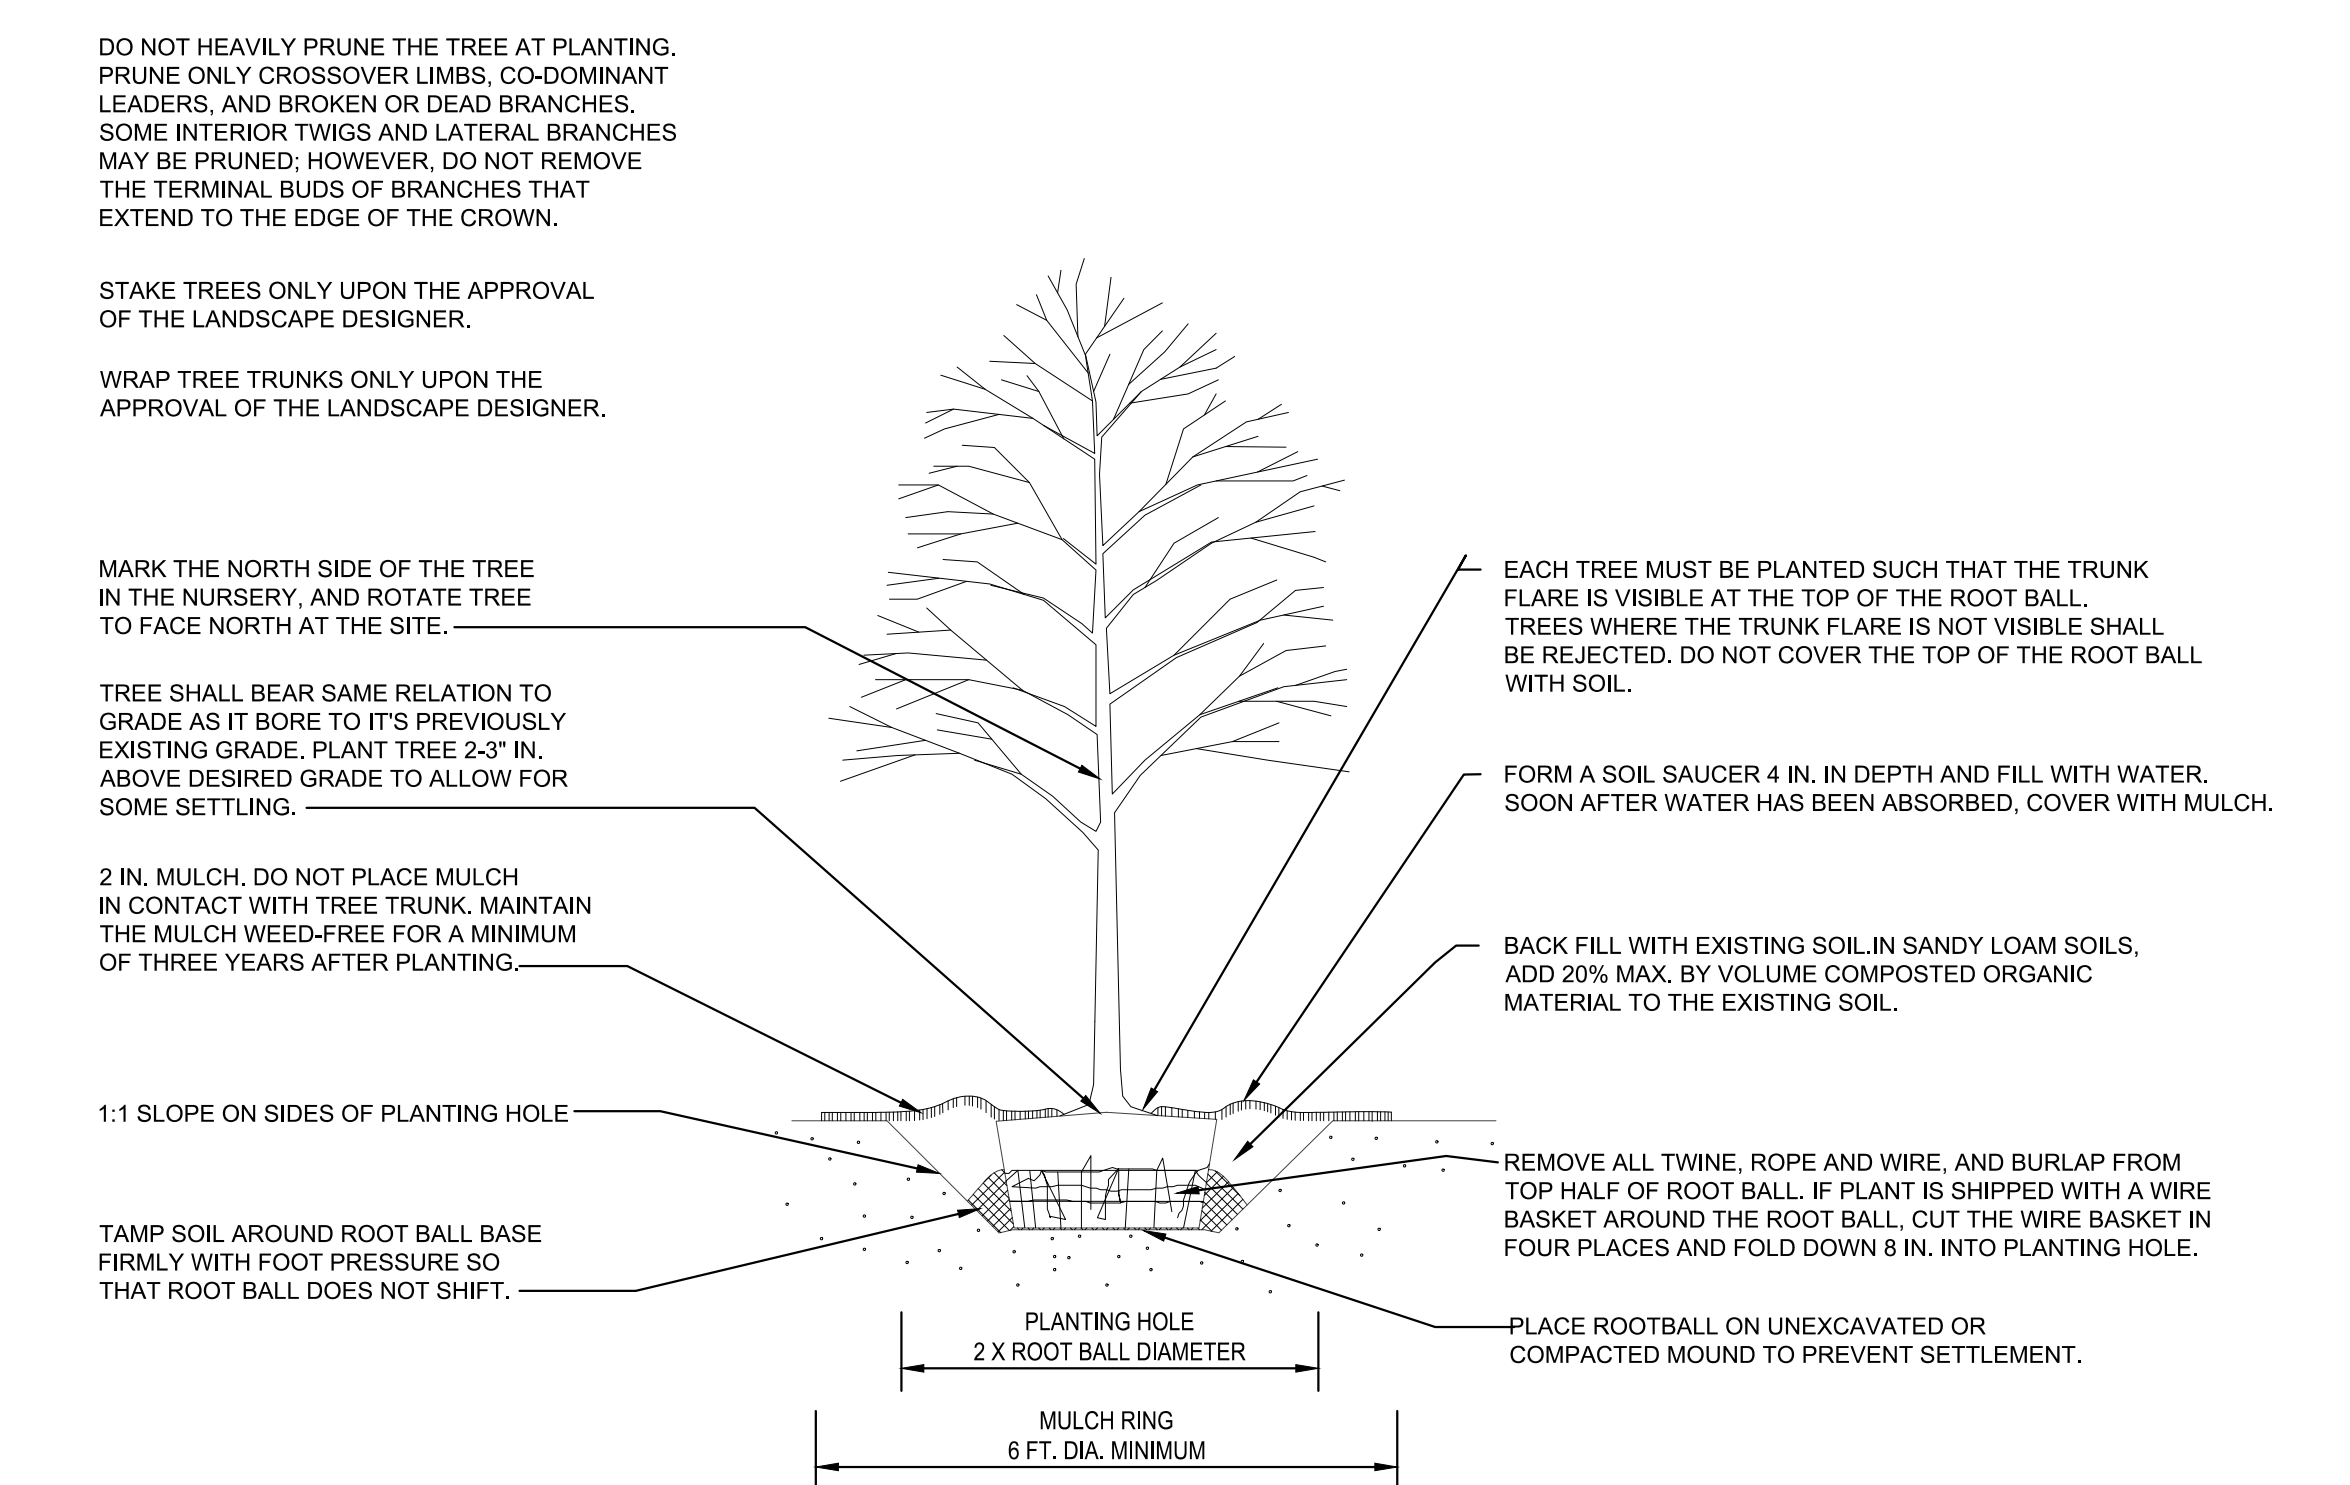 DO NOT HEAVILY PRUNE THE TREE AT PLANTING.
PRUNE ONLY CROSSOVER LIMBS, CO-DOMINANT
LEADERS, AND BROKEN OR DEAD BRANCHES.
SOME INTERIOR TWIGS AND LATERAL BRANCHES
MAY BE PRUNED; HOWEVER, DO NOT REMOVE
THE TERMINAL BUDS OF BRANCHES THAT
EXTEND TO THE EDGE OF THE CROWN.
STAKE TREES ONLY UPON THE APPROVAL
OF THE LANDSCAPE DESIGNER.
WRAP TREE TRUNKS ONLY UPON THE
APPROVAL OF THE LANDSCAPE DESIGNER.
MARK THE NORTH SIDE OF THE TREE
IN THE NURSERY, AND ROTATE TREE
TO FACE NORTH AT THE SITE.
TREE SHALL BEAR SAME RELATION TO
GRADE AS IT BORE TO IT'S PREVIOUSLY
EXISTING GRADE. PLANT TREE 2-3" IN.
ABOVE DESIRED GRADE TO ALLOW FOR
SOME SETTLING.
2 IN. MULCH. DO NOT PLACE MULCH
IN CONTACT WITH TREE TRUNK. MAINTAIN
THE MULCH WEED-FREE FOR A MINIMUM
OF THREE YEARS AFTER PLANTING.
1:1 SLOPE ON SIDES OF PLANTING HOLE
TAMP SOIL AROUND ROOT BALL BASE
FIRMLY WITH FOOT PRESSURE SO
THAT ROOT BALL DOES NOT SHIFT.
EACH TREE MUST BE PLANTED SUCH THAT THE TRUNK
FLARE IS VISIBLE AT THE TOP OF THE ROOT BALL.
TREES WHERE THE TRUNK FLARE IS NOT VISIBLE SHALL
BE REJECTED. DO NOT COVER THE TOP OF THE ROOT BALL
WITH SOIL.
FORM A SOIL SAUCER 4 IN. IN DEPTH AND FILL WITH WATER.
SOON AFTER WATER HAS BEEN ABSORBED, COVER WITH MULCH.
BACK FILL WITH EXISTING SOIL.IN SANDY LOAM SOILS,
ADD 20% MAX. BY VOLUME COMPOSTED ORGANIC
MATERIAL TO THE EXISTING SOIL.
REMOVE ALL TWINE, ROPE AND WIRE, AND BURLAP FROM
TOP HALF OF ROOT BALL. IF PLANT IS SHIPPED WITH A WIRE
BASKET AROUND THE ROOT BALL, CUT THE WIRE BASKET IN
FOUR PLACES AND FOLD DOWN 8 IN. INTO PLANTING HOLE.
PLACE ROOTBALL ON UNEXCAVATED OR
COMPACTED MOUND TO PREVENT SETTLEMENT.
PLANTING HOLE
2 X ROOT BALL DIAMETER
MULCH RING
6 FT. DIA. MINIMUM